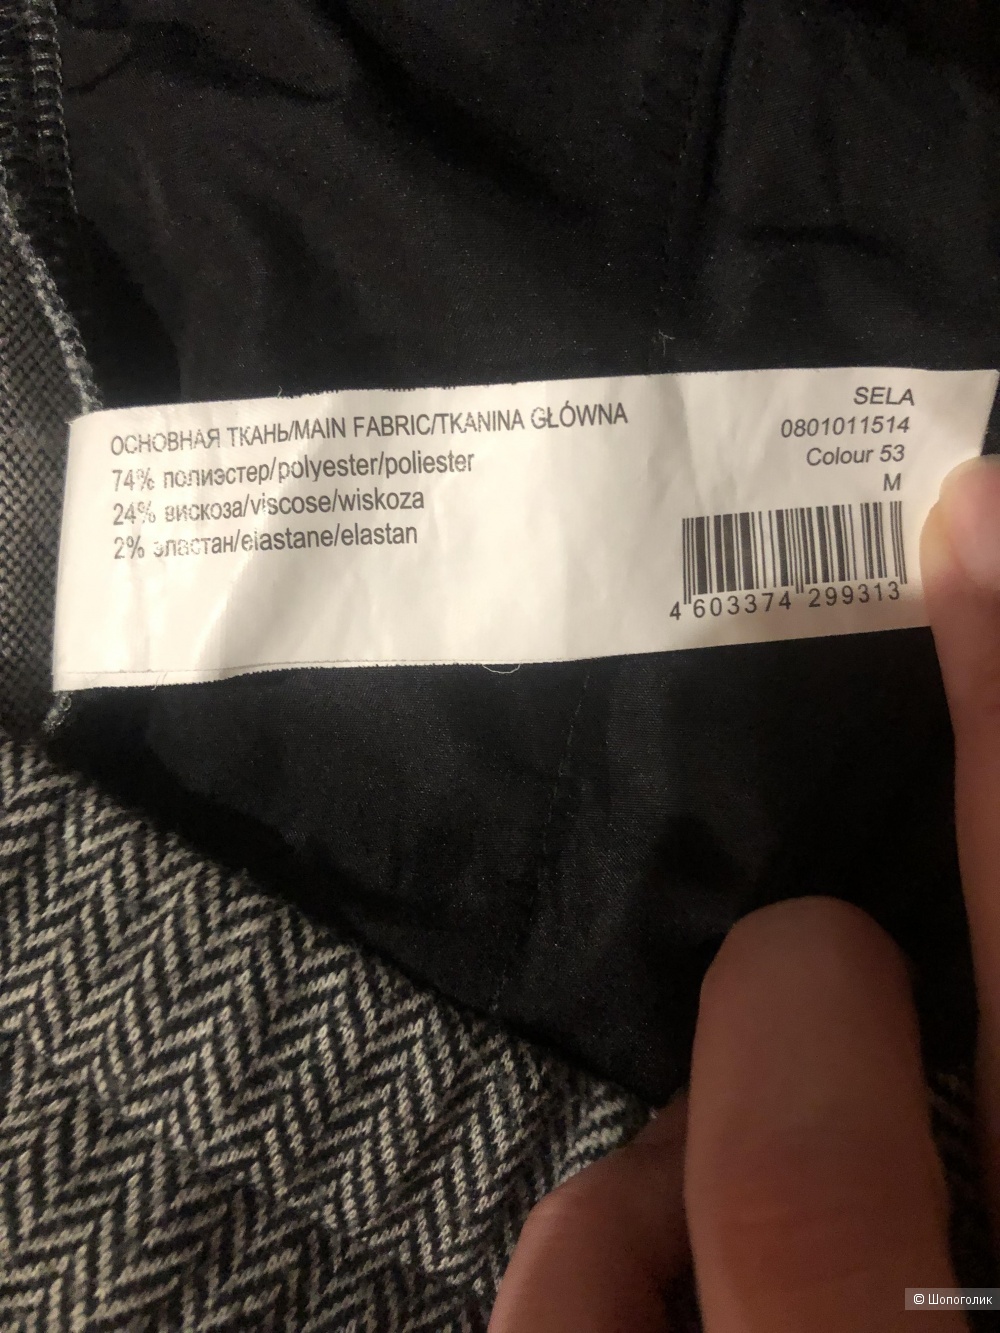 ОСНОВНАЯ ТКАНЬ/MAIN FABRIC/TKANINA GŁÓWNA
74% полиэстер/polyester/poliester
24% вискоза/viscose/wiskoza
2% эластан/elastane/elastan
SELA
0801011514
Colour 53
M
4 603374 299313
© Шопоголик